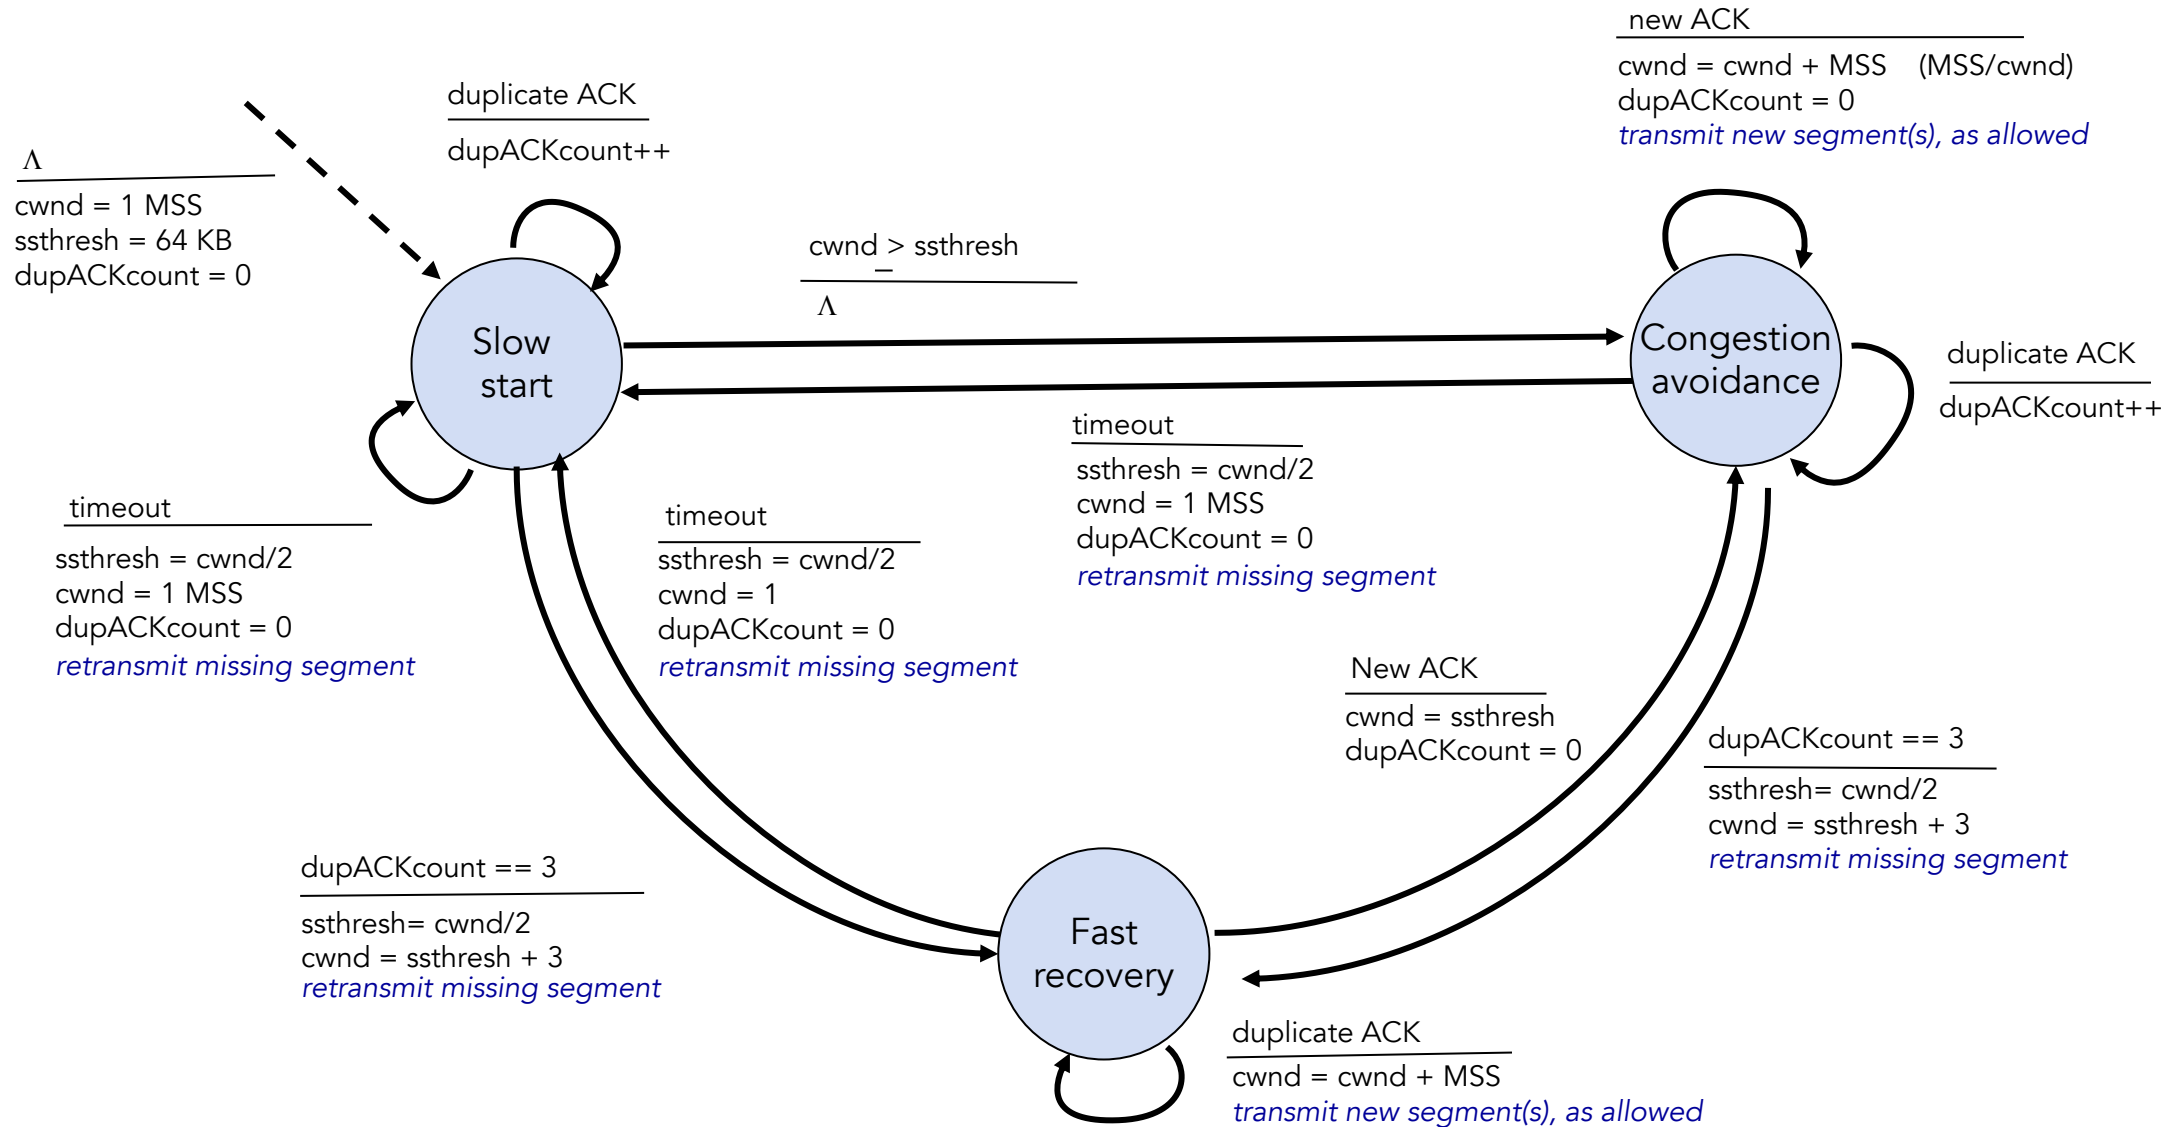 new ACK
cwnd = cwnd + MSS (MSS/cwnd)
dupACKcount = 0
transmit new segment(s), as allowed
duplicate ACK
dupACKcount++
Λ
cwnd = 1 MSS
ssthresh = 64 KB
dupACKcount = 0
cwnd > ssthresh
Λ
Slow
start
Congestion
avoidance
duplicate ACK
dupACKcount++
timeout
ssthresh = cwnd/2
cwnd = 1 MSS
dupACKcount = 0
retransmit missing segment
timeout
ssthresh = cwnd/2
cwnd = 1 MSS
dupACKcount = 0
retransmit missing segment
timeout
ssthresh = cwnd/2
cwnd = 1
dupACKcount = 0
retransmit missing segment
New ACK
cwnd = ssthresh
dupACKcount = 0
dupACKcount == 3
ssthresh= cwnd/2
cwnd = ssthresh + 3
retransmit missing segment
dupACKcount == 3
ssthresh= cwnd/2
cwnd = ssthresh + 3
retransmit missing segment
Fast
recovery
duplicate ACK
cwnd = cwnd + MSS
transmit new segment(s), as allowed